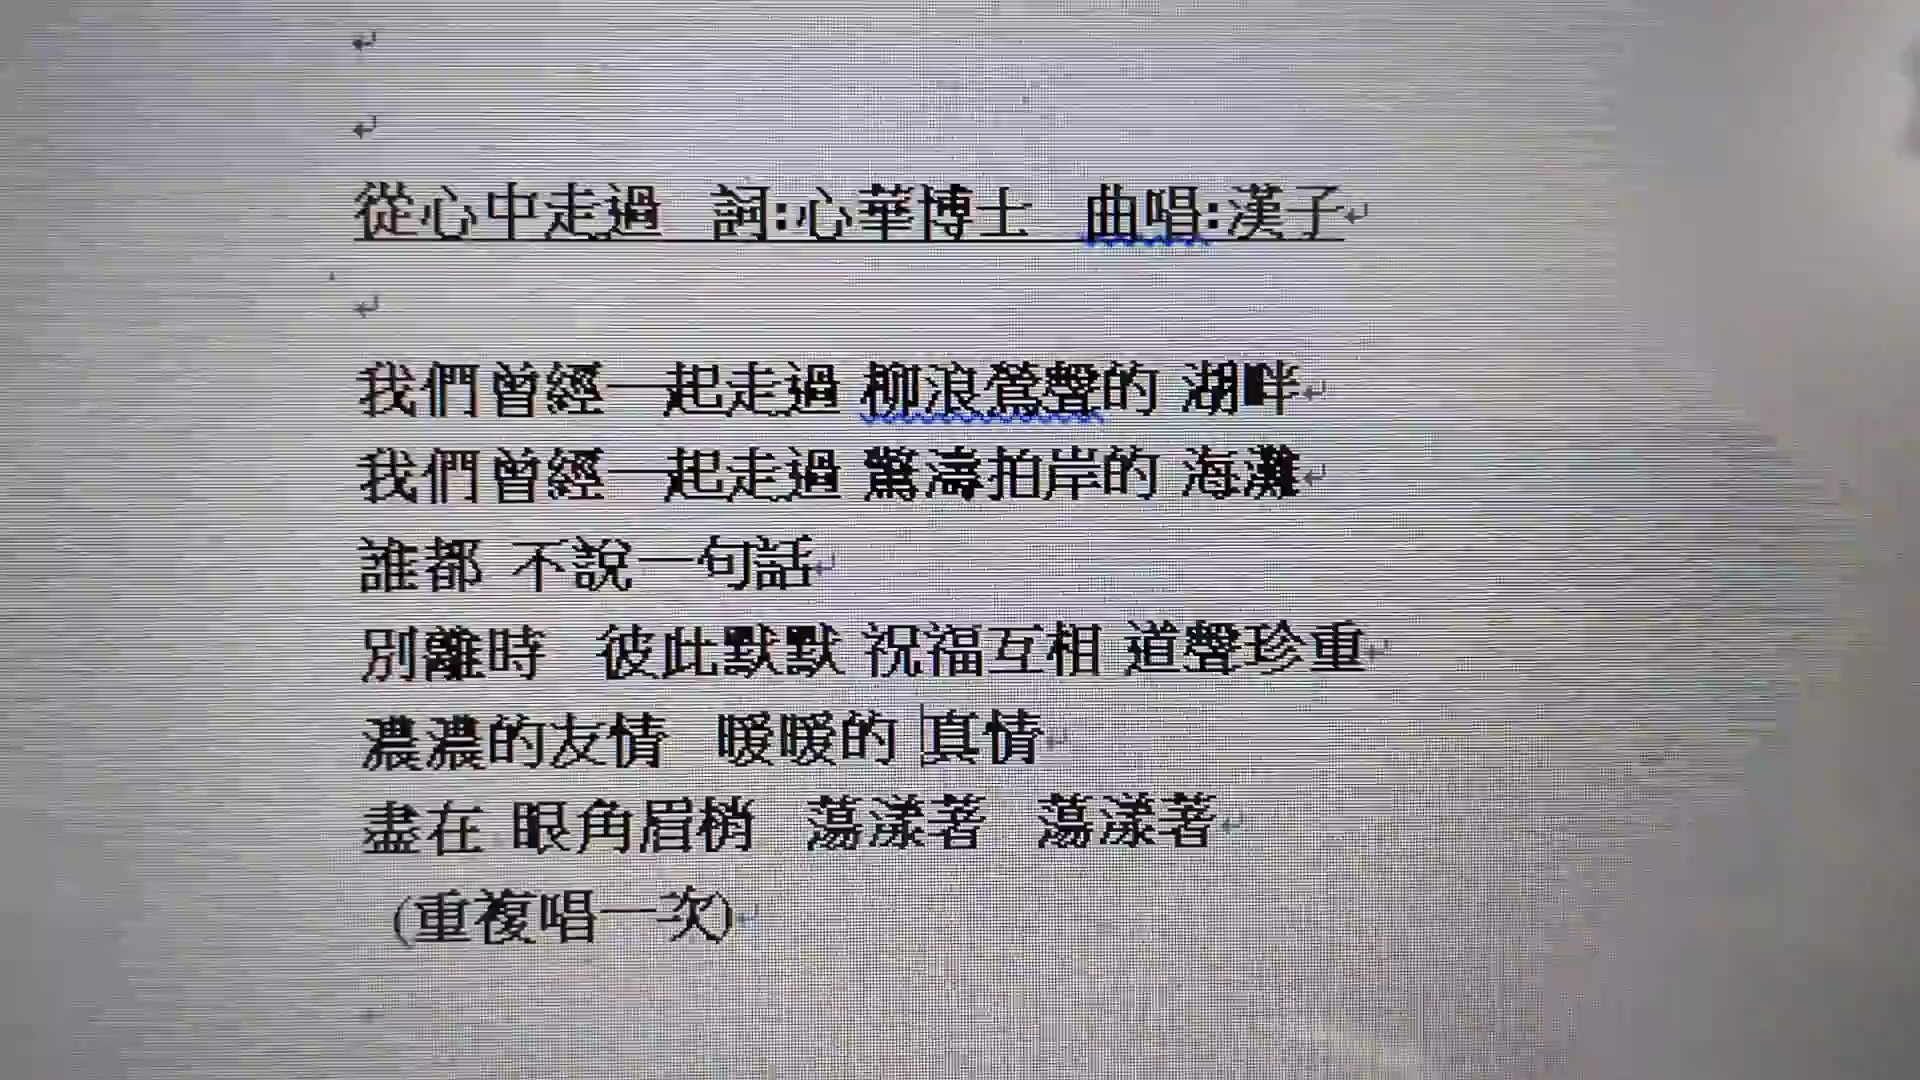 從心中走過 詞:心華博士 曲唱:漢子
我們曾經一起走過 柳浪鶯聲的 湖畔
我們曾經一起走過 驚濤拍岸的 海灘
誰都 不說一句話
別離時 彼此默默 祝福互相 道聲珍重
濃濃的友情 暖暖的 真情
盡在 眼角眉梢 蕩漾著 蕩漾著
(重複唱一次)